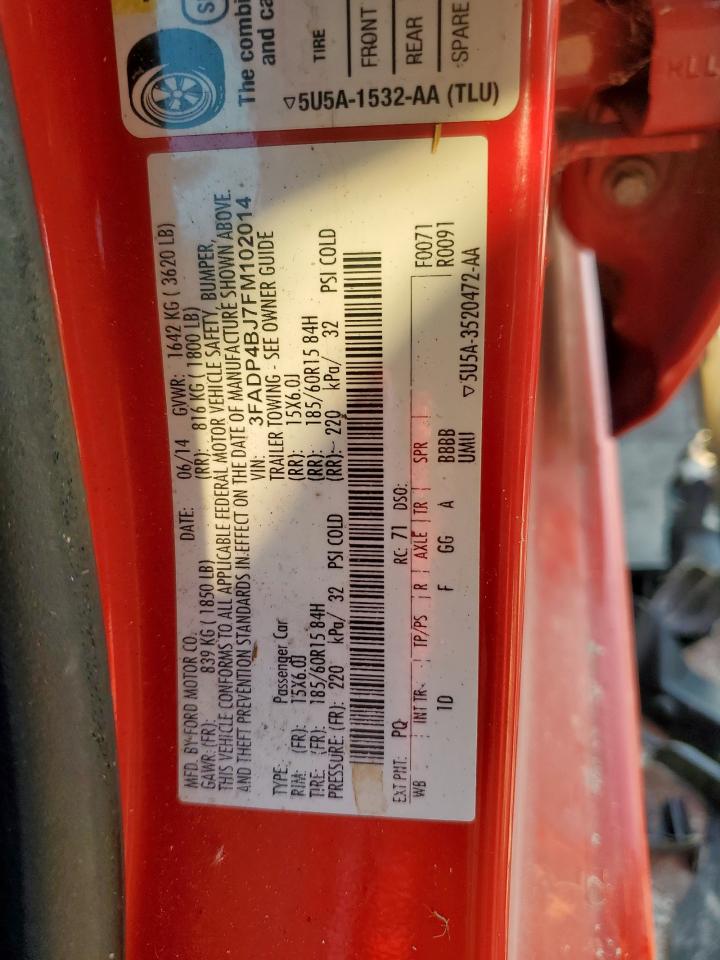 The combi
and ca
TIRE
FRONT
REAR
SPARE
▽5U5A-1532-AA (TLU)
MFD. BY-FORD MOTOR CO.
DATE: 06/14 GVWR: 1642 KG ( 3620 LB)
GAWR: (FR): 839 KG ( 1850 LB) (RR): 816 KG ( 1800 LB)
THIS VEHICLE CONFORMS TO ALL APPLICABLE FEDERAL MOTOR VEHICLE SAFETY, BUMPER,
AND THEFT PREVENTION STANDARDS IN EFFECT ON THE DATE OF MANUFACTURE SHOWN ABOVE.
VIN: 3FADP4BJ7FM102014
TYPE: Passenger Car TRAILER TOWING - SEE OWNER GUIDE
RIM: (FR): 15X6.0J (RR): 15X6.0J
TIRE: (FR): 185/60R15 84H (RR): 185/60R15 84H
PRESSURE: (FR): 220 kPa/ 32 PSI COLD (RR): 220 kPa/ 32 PSI COLD
EXT PNT: PQ RC: 71 DSO: F0071
WB INT TR TP/PS R AXLE TR SPR R0091
1D F GG A BBBB
UMU
▽5U5A-3520472-AA